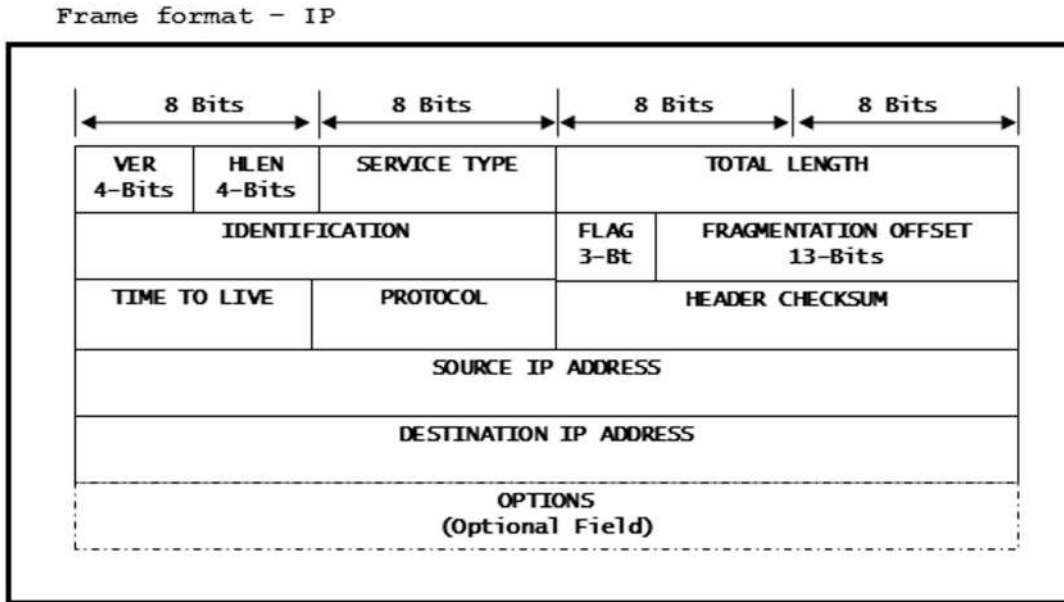 Frame format - IP
8 Bits 8 Bits 8 Bits 8 Bits
VER HLEN SERVICE TYPE TOTAL LENGTH
4-Bits 4-Bits
IDENTIFICATION FLAG FRAGMENTATION OFFSET
3-Bt 13-Bits
TIME TO LIVE PROTOCOL HEADER CHECKSUM
SOURCE IP ADDRESS
DESTINATION IP ADDRESS
OPTIONS
(Optional Field)